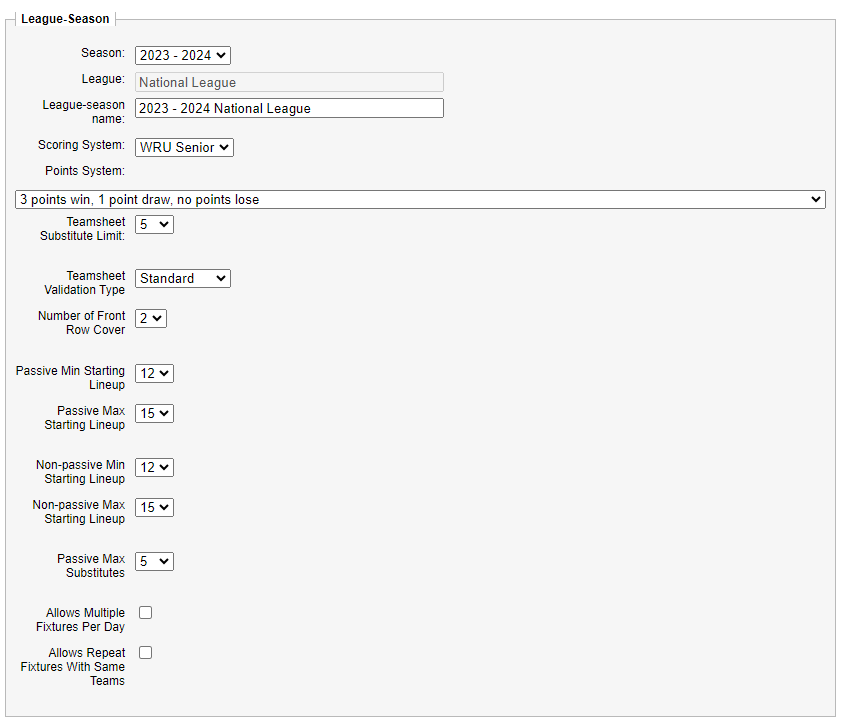 League-Season
Season:
2023 - 2024
League:
National League
League-season
name:
2023 - 2024 National League
Scoring System:
WRU Senior
Points System:
3 points win, 1 point draw, no points lose
Teamsheet
Substitute Limit:
5
Teamsheet
Validation Type
Standard
Number of Front
Row Cover
2
Passive Min Starting
Lineup
12
Passive Max
Starting Lineup
15
Non-passive Min
Starting Lineup
12
Non-passive Max
Starting Lineup
15
Passive Max
Substitutes
5
Allows Multiple
Fixtures Per Day
Allows Repeat
Fixtures With Same
Teams